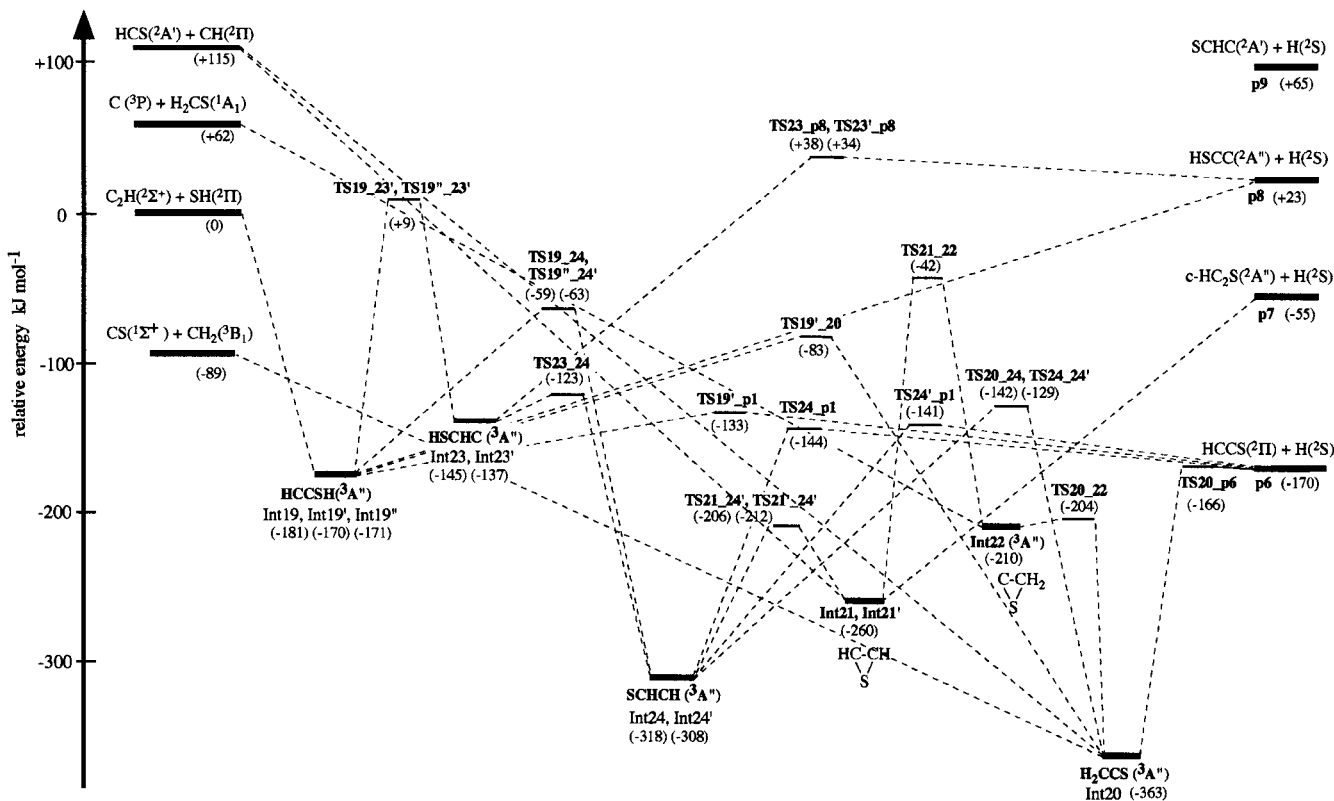 HCS(²A') + CH(²Π)
(+115)
+100
C (³P) + H₂CS(¹A₁)
(+62)
C₂H(²Σ⁺) + SH(²Π)
(0)
0
CS(¹Σ⁺) + CH₂(³B₁)
(-89)
-100
-200
-300
relative energy kJ mol⁻¹
TS19_23', TS19"_23'
(+9)
HCCSH(³A")
Int19, Int19', Int19"
(-181) (-170) (-171)
HSCHC (³A")
Int23, Int23'
(-145) (-137)
TS19_24,
TS19"_24'
(-59) (-63)
TS23_24
(-123)
SCHCH (³A")
Int24, Int24'
(-318) (-308)
TS23_p8, TS23'_p8
(+38) (+34)
TS19'_20
(-83)
TS19'_p1
(-133)
TS24_p1
(-144)
TS21_24', TS21'_24'
(-206) (-212)
Int21, Int21'
(-260)
HC-CH
S
TS21_22
(-42)
TS24'_p1
(-141)
TS20_24, TS24_24'
(-142) (-129)
Int22 (³A")
(-210)
C-CH₂
S
TS20_22
(-204)
H₂CCS (³A")
Int20 (-363)
SCHC(²A') + H(²S)
p9 (+65)
HSCC(²A") + H(²S)
p8 (+23)
c-HC₂S(²A") + H(²S)
p7 (-55)
HCCS(²Π) + H(²S)
TS20_p6 p6 (-170)
(-166)